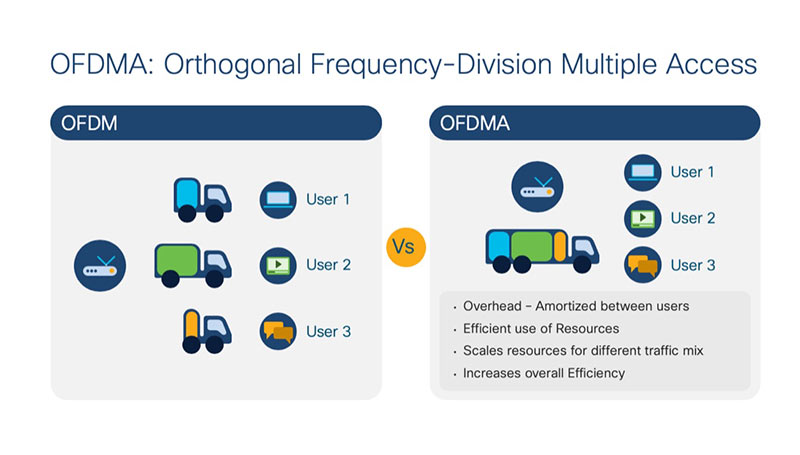 OFDMA: Orthogonal Frequency-Division Multiple Access
OFDM
User 1
User 2
User 3
Vs
OFDMA
User 1
User 2
User 3
· Overhead – Amortized between users
· Efficient use of Resources
· Scales resources for different traffic mix
· Increases overall Efficiency